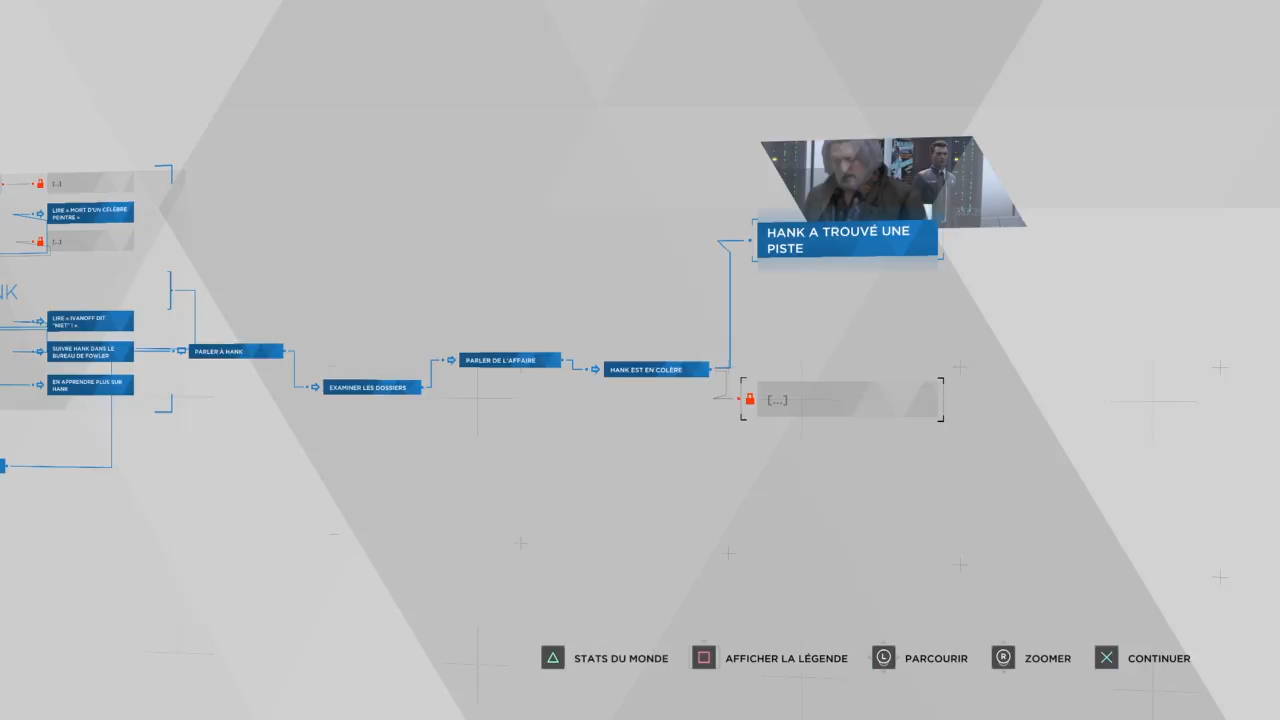 [...]
LIRE « MORT D'UN CÉLÈBRE
PEINTRE »
[...]
NK
LIRE « IVANOFF DIT
"NIET" ! »
SUIVRE HANK DANS LE
BUREAU DE FOWLER
EN APPRENDRE PLUS SUR
HANK
PARLER À HANK
EXAMINER LES DOSSIERS
PARLER DE L'AFFAIRE
HANK EST EN COLÈRE
HANK A TROUVÉ UNE
PISTE
[...]
STATS DU MONDE
AFFICHER LA LÉGENDE
L
PARCOURIR
R
ZOOMER
CONTINUER